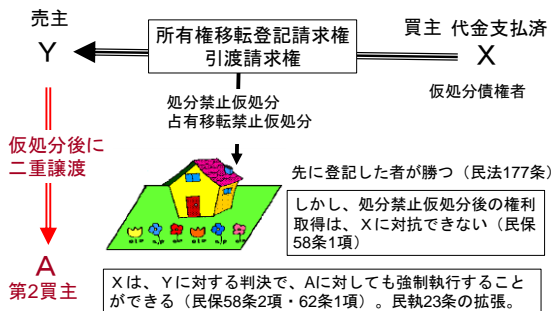 売主
Y
所有権移転登記請求権
引渡請求権
買主 代金支払済
X
仮処分債権者
処分禁止仮処分
占有移転禁止仮処分
仮処分後に
二重譲渡
先に登記した者が勝つ（民法177条）
しかし、処分禁止仮処分後の権利
取得は、Xに対抗できない（民保
58条1項）
A
第2買主
Xは、Yに対する判決で、Aに対しても強制執行すること
ができる（民保58条2項・62条1項）。民執23条の拡張。